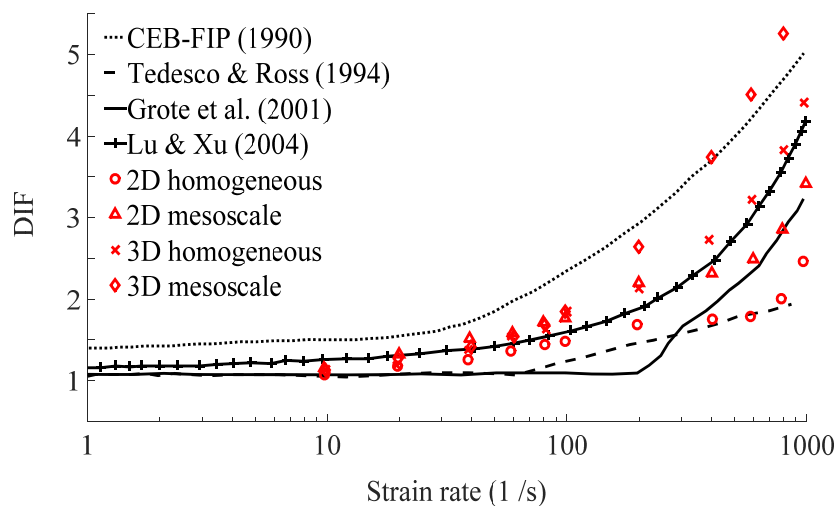 5
4
3
2
1
DIF
CEB-FIP (1990)
Tedesco & Ross (1994)
Grote et al. (2001)
Lu & Xu (2004)
2D homogeneous
2D mesoscale
3D homogeneous
3D mesoscale
1 10 100 1000
Strain rate (1 /s)